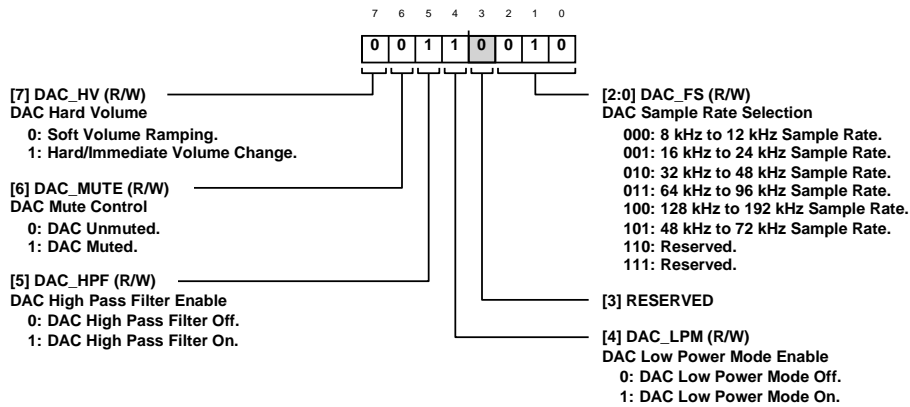 7 6 5 4 3 2 1 0
0 0 1 1 0 0 1 0
[7] DAC_HV (R/W)
DAC Hard Volume
0: Soft Volume Ramping.
1: Hard/Immediate Volume Change.
[6] DAC_MUTE (R/W)
DAC Mute Control
0: DAC Unmuted.
1: DAC Muted.
[5] DAC_HPF (R/W)
DAC High Pass Filter Enable
0: DAC High Pass Filter Off.
1: DAC High Pass Filter On.
[2:0] DAC_FS (R/W)
DAC Sample Rate Selection
000: 8 kHz to 12 kHz Sample Rate.
001: 16 kHz to 24 kHz Sample Rate.
010: 32 kHz to 48 kHz Sample Rate.
011: 64 kHz to 96 kHz Sample Rate.
100: 128 kHz to 192 kHz Sample Rate.
101: 48 kHz to 72 kHz Sample Rate.
110: Reserved.
111: Reserved.
[3] RESERVED
[4] DAC_LPM (R/W)
DAC Low Power Mode Enable
0: DAC Low Power Mode Off.
1: DAC Low Power Mode On.